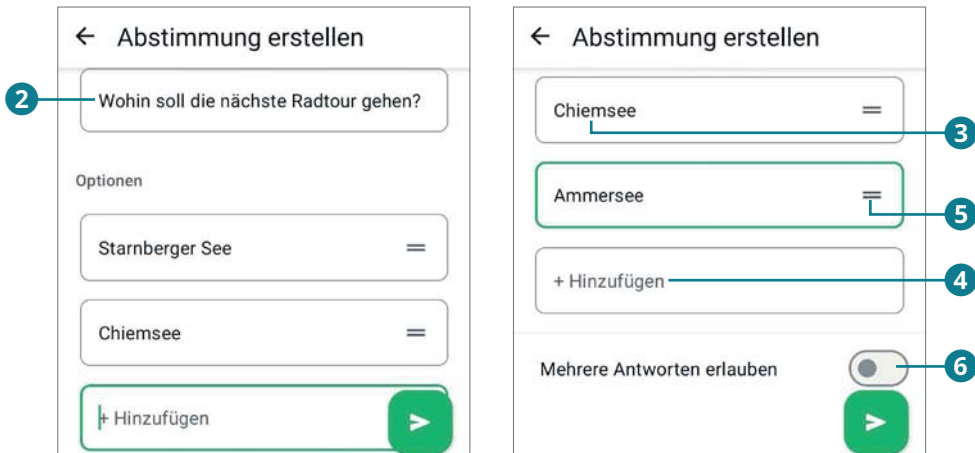 ← Abstimmung erstellen
2
Wohin soll die nächste Radtour gehen?
Optionen
Starnberger See
Chiemsee
+ Hinzufügen
← Abstimmung erstellen
Chiemsee
3
Ammersee
5
+ Hinzufügen
4
Mehrere Antworten erlauben
6